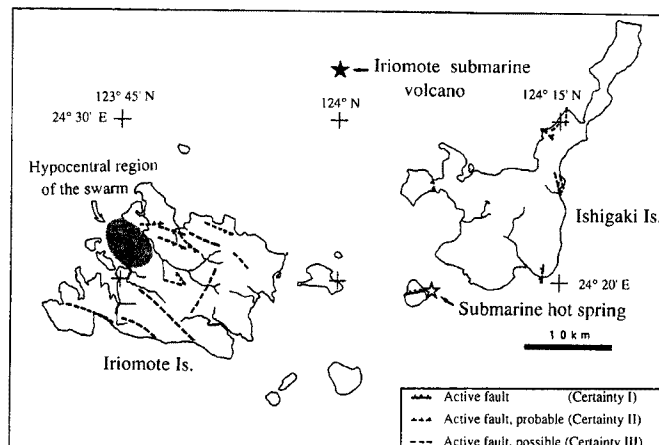 Iriomote submarine
volcano
123° 45' N
124° N
124° 15' N
24° 30' E
Hypocentral region
of the swarm
Ishigaki Is.
24° 20' E
Submarine hot spring
10 km
Iriomote Is.
Active fault (Certainty I)
Active fault, probable (Certainty II)
Active fault, possible (Certainty III)